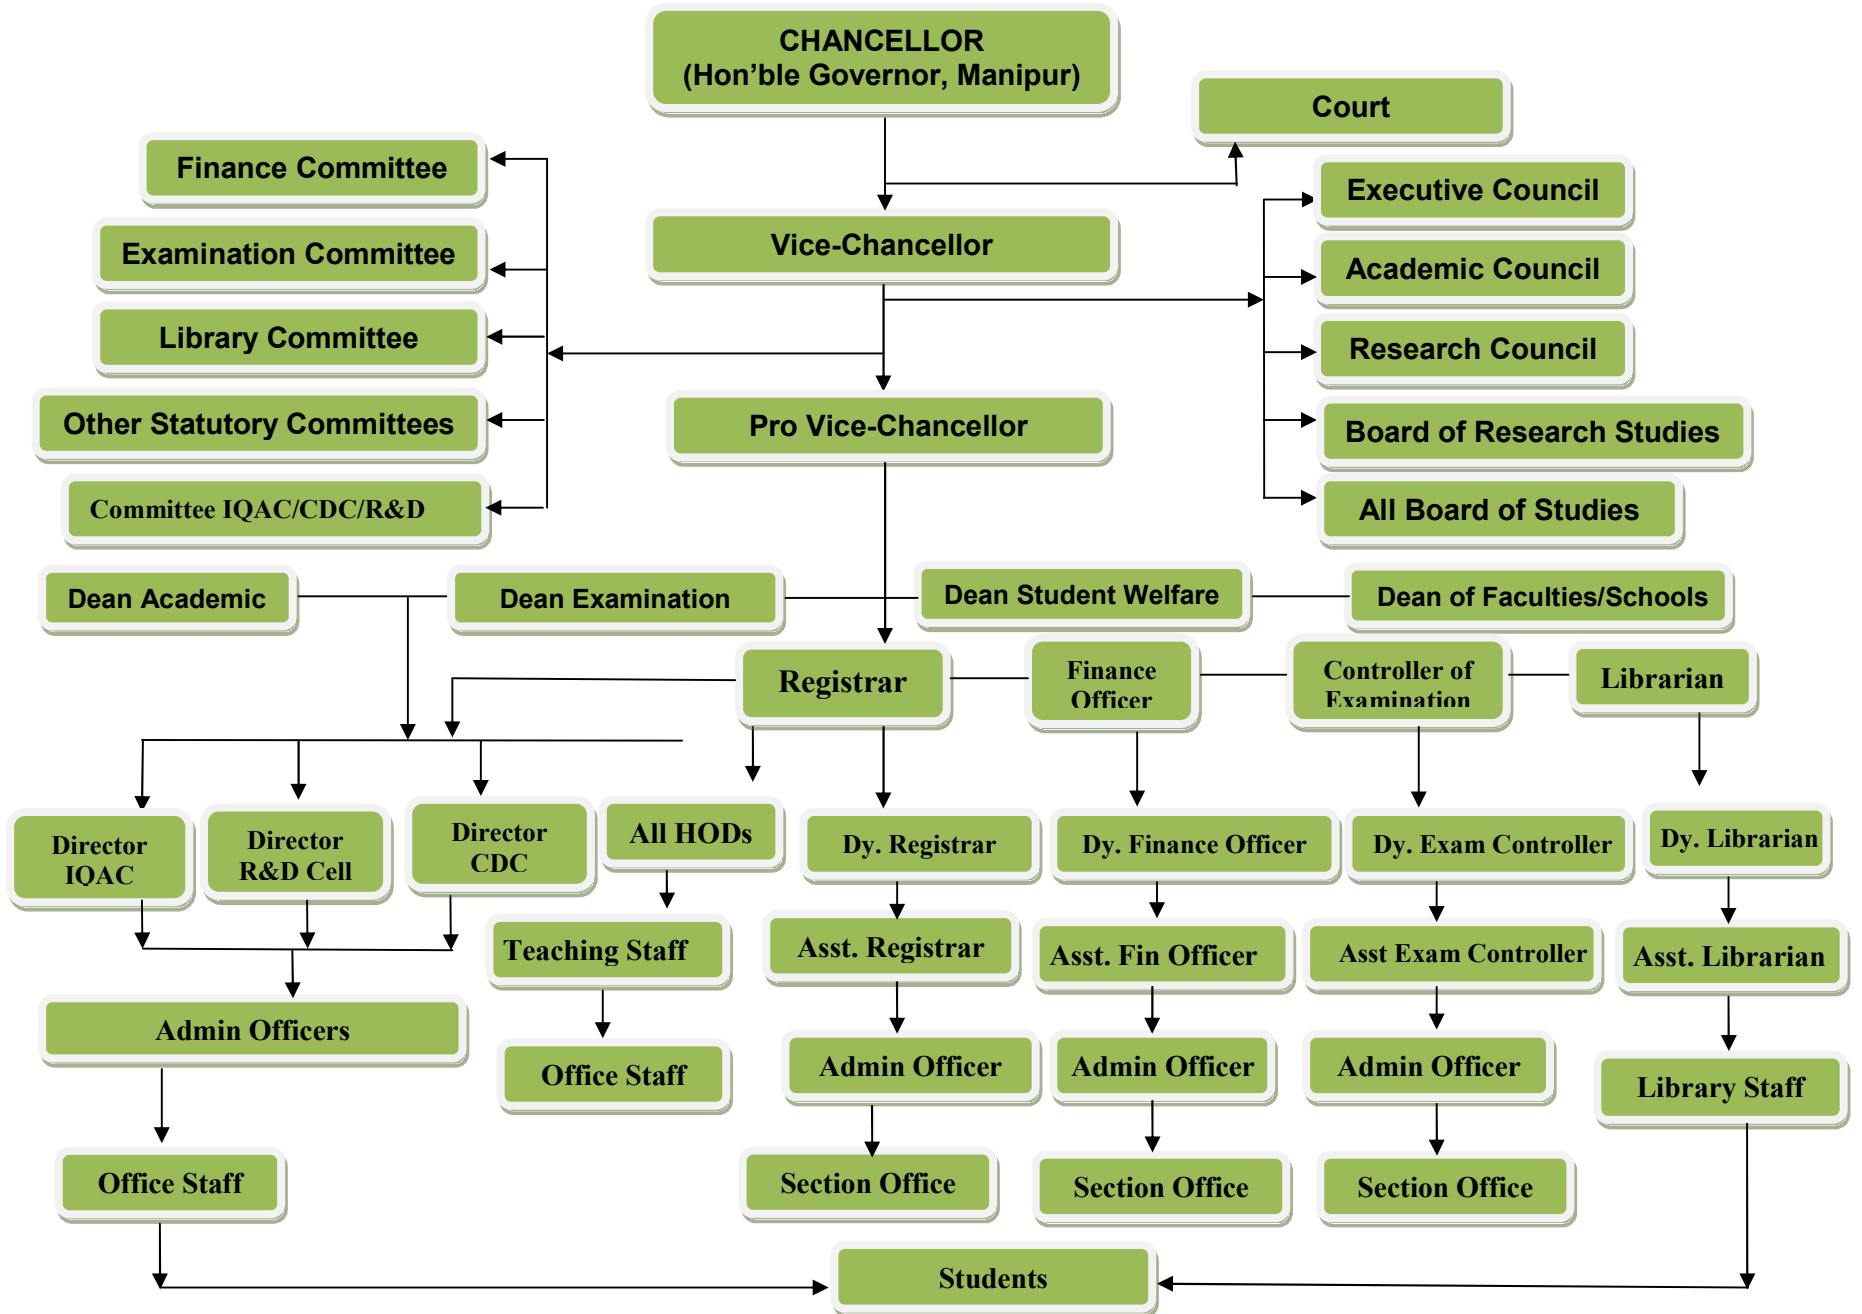 CHANCELLOR
(Hon’ble Governor, Manipur)
Court
Finance Committee
Executive Council
Examination Committee
Vice-Chancellor
Academic Council
Library Committee
Research Council
Other Statutory Committees
Pro Vice-Chancellor
Board of Research Studies
Committee IQAC/CDC/R&D
All Board of Studies
Dean Academic
Dean Examination
Dean Student Welfare
Dean of Faculties/Schools
Registrar
Finance
Officer
Controller of
Examination
Librarian
Director
IQAC
Director
R&D Cell
Director
CDC
All HODs
Dy. Registrar
Dy. Finance Officer
Dy. Exam Controller
Dy. Librarian
Teaching Staff
Asst. Registrar
Asst. Fin Officer
Asst Exam Controller
Asst. Librarian
Admin Officers
Office Staff
Admin Officer
Admin Officer
Admin Officer
Library Staff
Office Staff
Section Office
Section Office
Section Office
Students